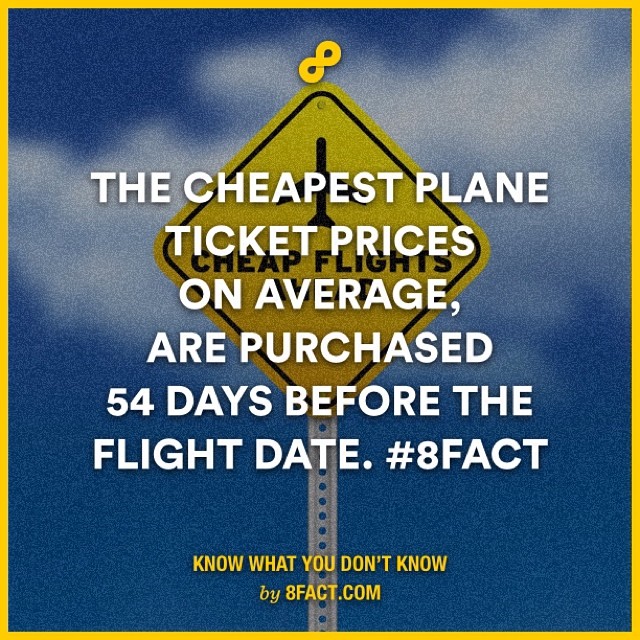 THE CHEAPEST PLANE
TICKET PRICES
CHEAP FLIGHTS
ON AVERAGE,
ARE PURCHASED
54 DAYS BEFORE THE
FLIGHT DATE. #8FACT
KNOW WHAT YOU DON'T KNOW
by 8FACT.COM